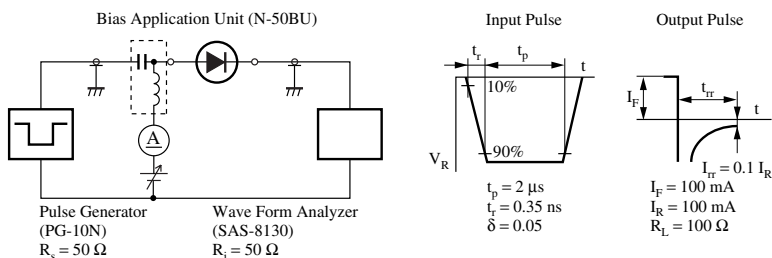 Bias Application Unit (N-50BU)
Input Pulse
Output Pulse
A
t_r
t_p
t
10%
90%
V_R
t_p = 2 μs
t_r = 0.35 ns
δ = 0.05
I_F
t_rr
t
I_rr = 0.1 I_R
I_F = 100 mA
I_R = 100 mA
R_L = 100 Ω
Pulse Generator
(PG-10N)
R_s = 50 Ω
Wave Form Analyzer
(SAS-8130)
R_i = 50 Ω